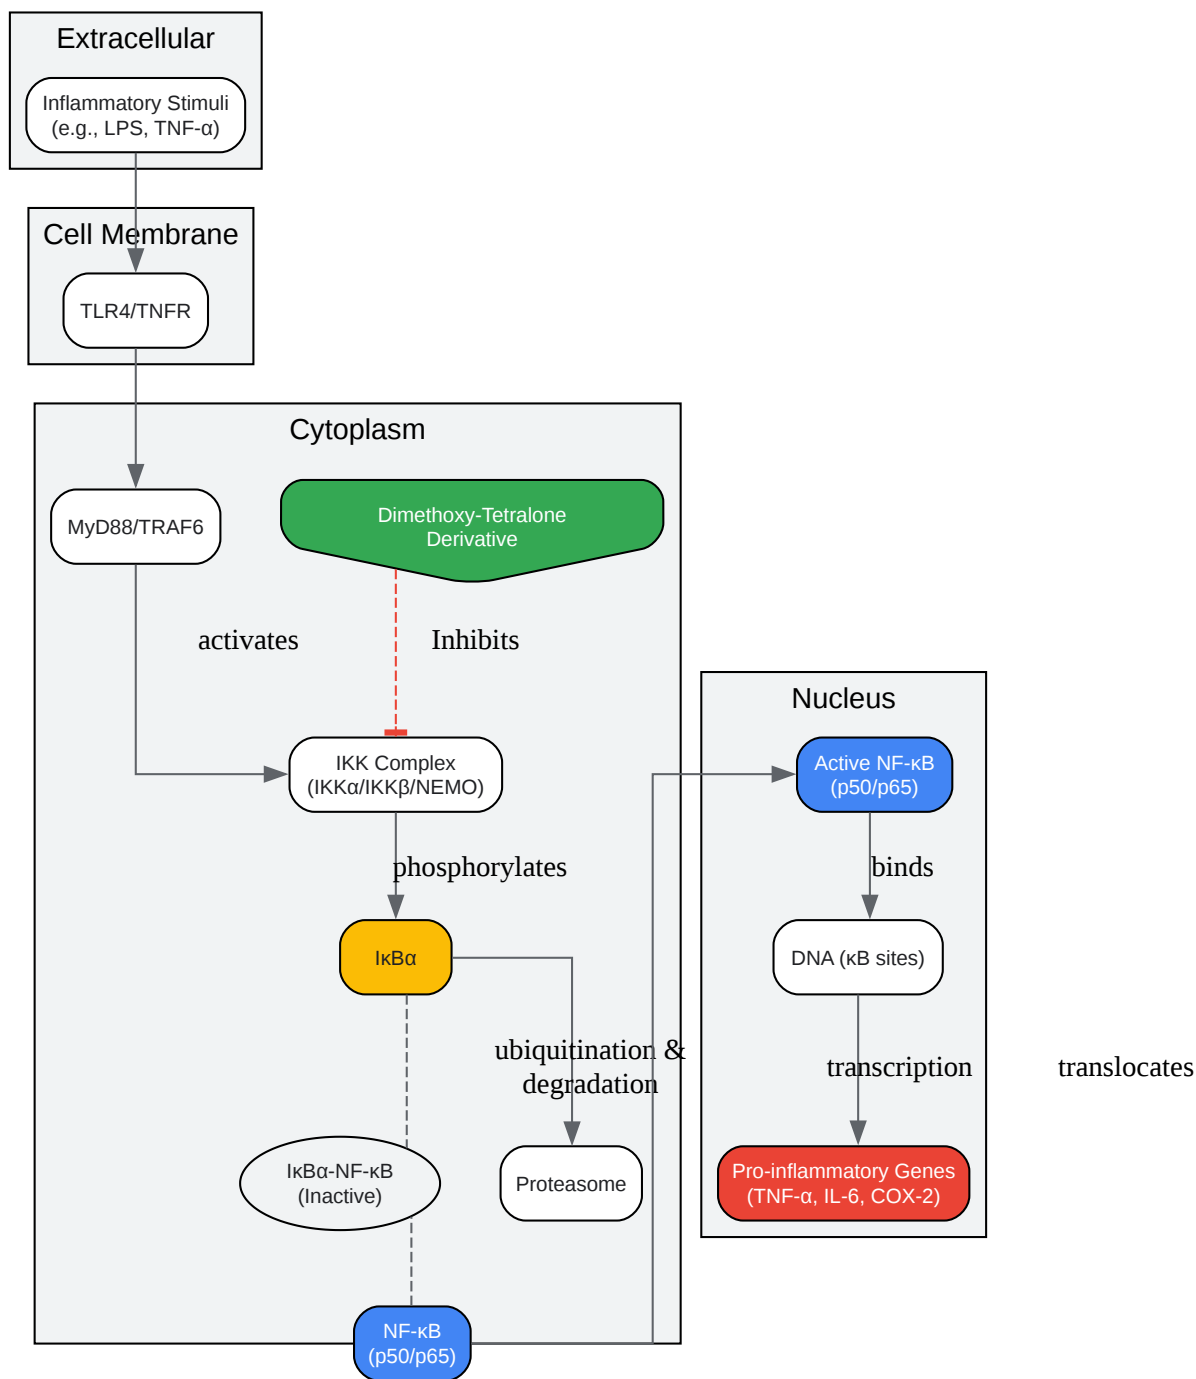 Extracellular
Inflammatory Stimuli
(e.g., LPS, TNF-α)
Cell Membrane
TLR4/TNFR
Cytoplasm
MyD88/TRAF6
Dimethoxy-Tetralone
Derivative
activates
Inhibits
IKK Complex
(IKKα/IKKβ/NEMO)
phosphorylates
IκBα
ubiquitination &
degradation
IκBα-NF-κB
(Inactive)
Proteasome
NF-κB
(p50/p65)
Nucleus
Active NF-κB
(p50/p65)
binds
DNA (κB sites)
transcription
translocates
Pro-inflammatory Genes
(TNF-α, IL-6, COX-2)